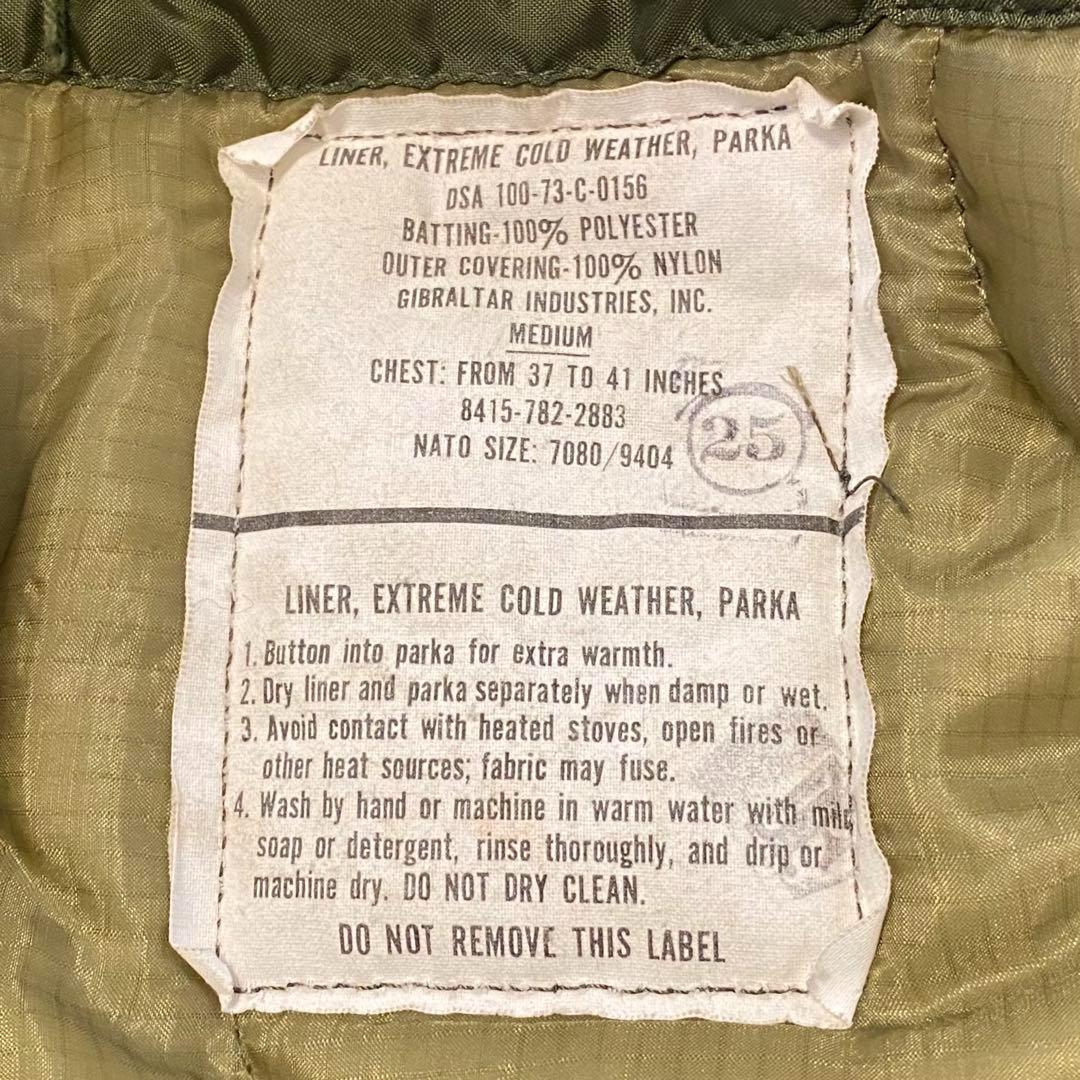 LINER, EXTREME COLD WEATHER, PARKA
DSA 100-73-C-0156
BATTING-100% POLYESTER
OUTER COVERING-100% NYLON
GIBRALTAR INDUSTRIES, INC.
MEDIUM
CHEST: FROM 37 TO 41 INCHES
8415-782-2883
NATO SIZE: 7080/9404
25
LINER, EXTREME COLD WEATHER, PARKA
1. Button into parka for extra warmth.
2. Dry liner and parka separately when damp or wet.
3. Avoid contact with heated stoves, open fires or
other heat sources; fabric may fuse.
4. Wash by hand or machine in warm water with mild
soap or detergent, rinse thoroughly, and drip or
machine dry. DO NOT DRY CLEAN.
DO NOT REMOVE THIS LABEL